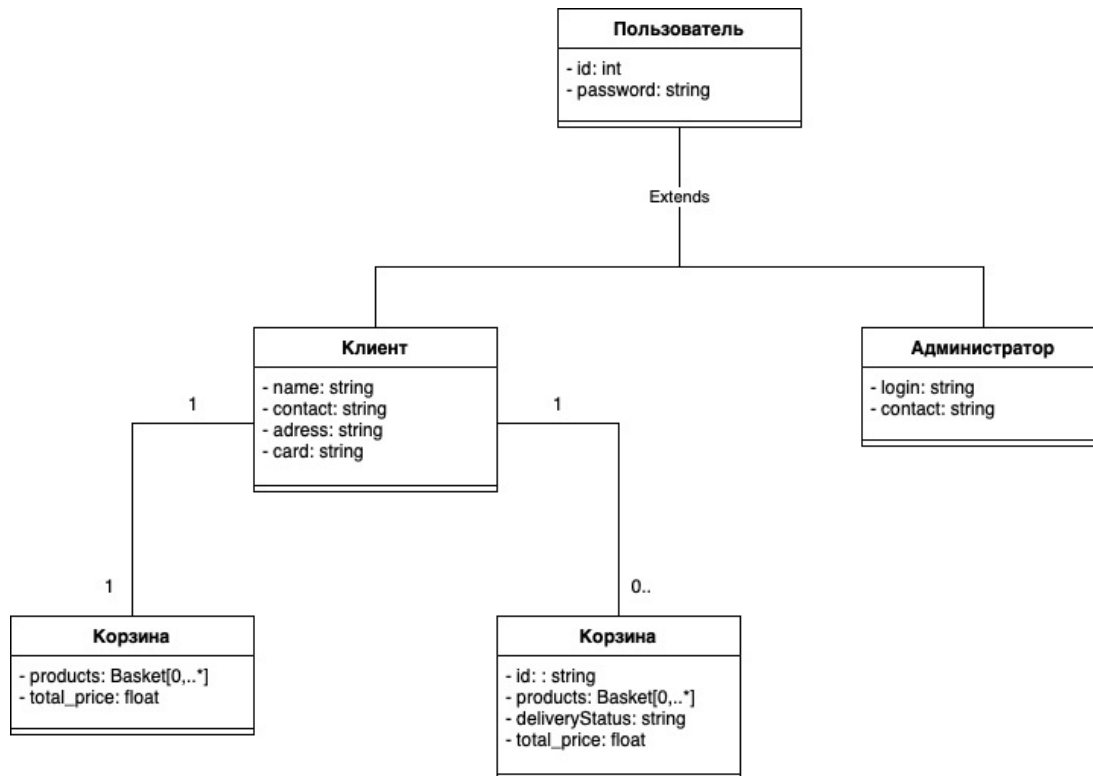 Пользователь
- id: int
- password: string
Extends
Клиент
- name: string
- contact: string
- adress: string
- card: string
Администратор
- login: string
- contact: string
1
1
1
0..
Корзина
- products: Basket[0,..*]
- total_price: float
Корзина
- id: : string
- products: Basket[0,..*]
- deliveryStatus: string
- total_price: float